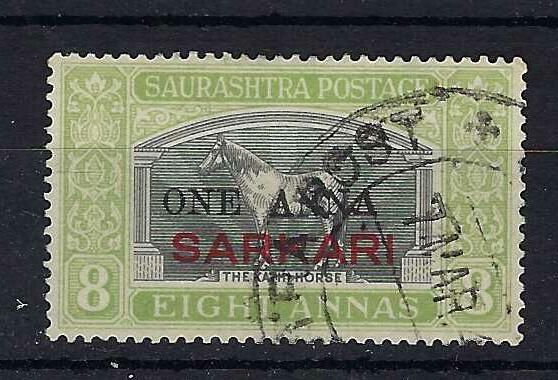 SAURASHTRA POSTAGE
ONE ANNA
SARKARI
THE KATHI HORSE
8 8
EIGHT ANNAS